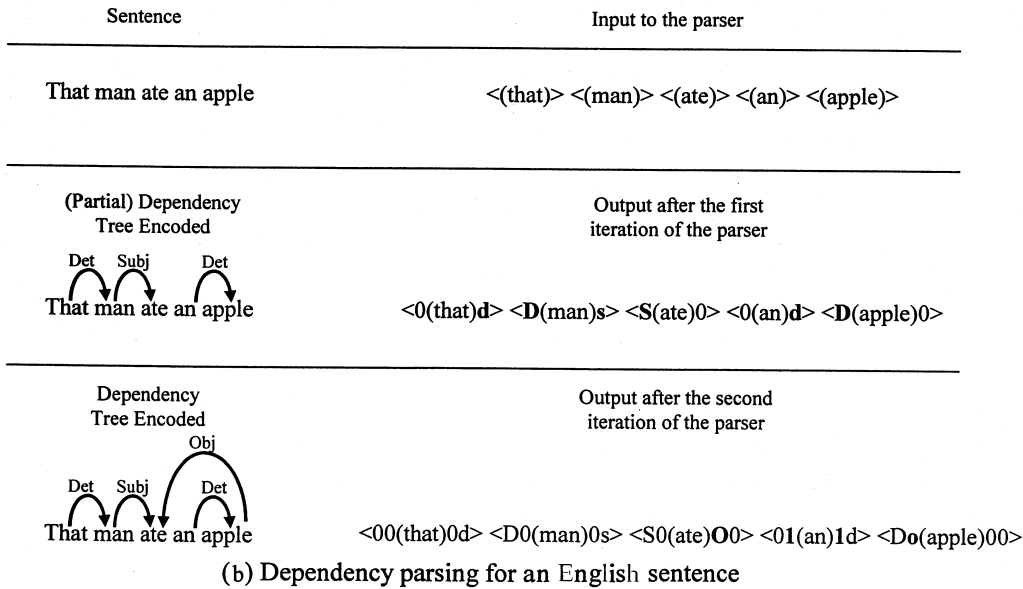 Sentence Input to the parser
That man ate an apple <(that)> <(man)> <(ate)> <(an)> <(apple)>
(Partial) Dependency
Tree Encoded
Output after the first
iteration of the parser
Det Subj Det
That man ate an apple <0(that)d> <D(man)s> <S(ate)0> <0(an)d> <D(apple)0>
Dependency
Tree Encoded
Output after the second
iteration of the parser
Obj
Det Subj Det
That man ate an apple <00(that)0d> <D0(man)0s> <S0(ate)O0> <01(an)1d> <Do(apple)00>
(b) Dependency parsing for an English sentence